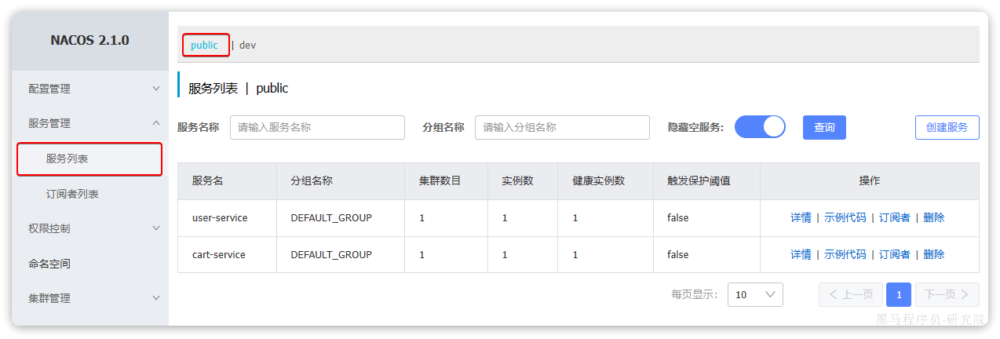 NACOS 2.1.0
public | dev
配置管理
服务管理
服务列表
订阅者列表
权限控制
命名空间
集群管理
服务列表 | public
服务名称 请输入服务名称 分组名称 请输入分组名称 隐藏空服务: 查询 创建服务
服务名 分组名称 集群数目 实例数 健康实例数 触发保护阈值 操作
user-service DEFAULT_GROUP 1 1 1 false 详情 | 示例代码 | 订阅者 | 删除
cart-service DEFAULT_GROUP 1 1 1 false 详情 | 示例代码 | 订阅者 | 删除
每页显示: 10 上一页 1 下一页
黑马程序员-研究院